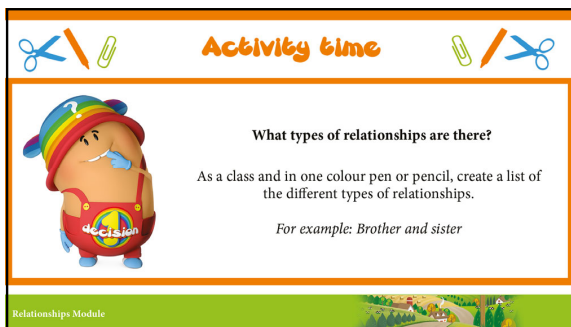 Activity time
?
What types of relationships are there?
As a class and in one colour pen or pencil, create a list of
the different types of relationships.
For example: Brother and sister
1
decision
Relationships Module